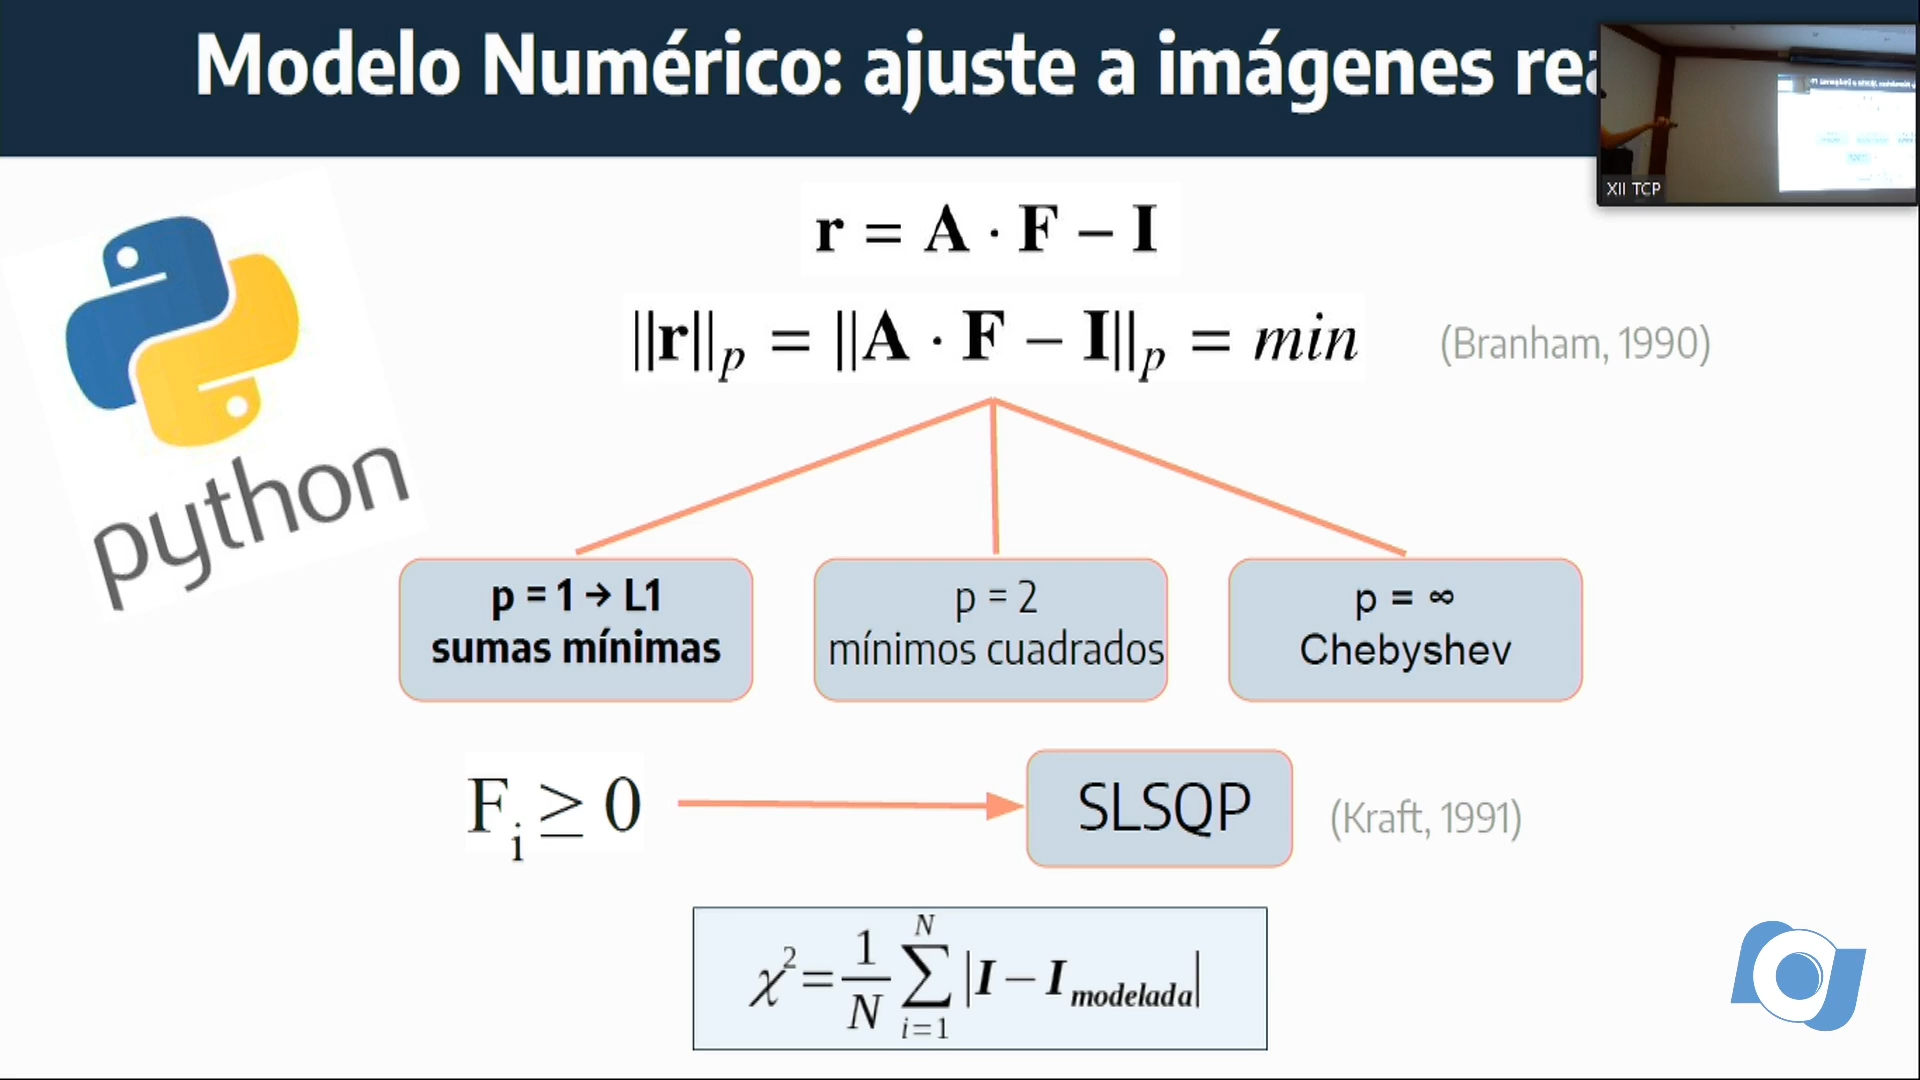 Modelo Numérico: ajuste a imágenes rea
XII TCP
r = A · F − I
||r||p = ||A · F − I||p = min
(Branham, 1990)
python
p = 1 → L1
sumas mínimas
p = 2
mínimos cuadrados
p = ∞
Chebyshev
Fi ≥ 0
SLSQP
(Kraft, 1991)
χ² = 1/N ∑ i=1 N |I − I modelada|